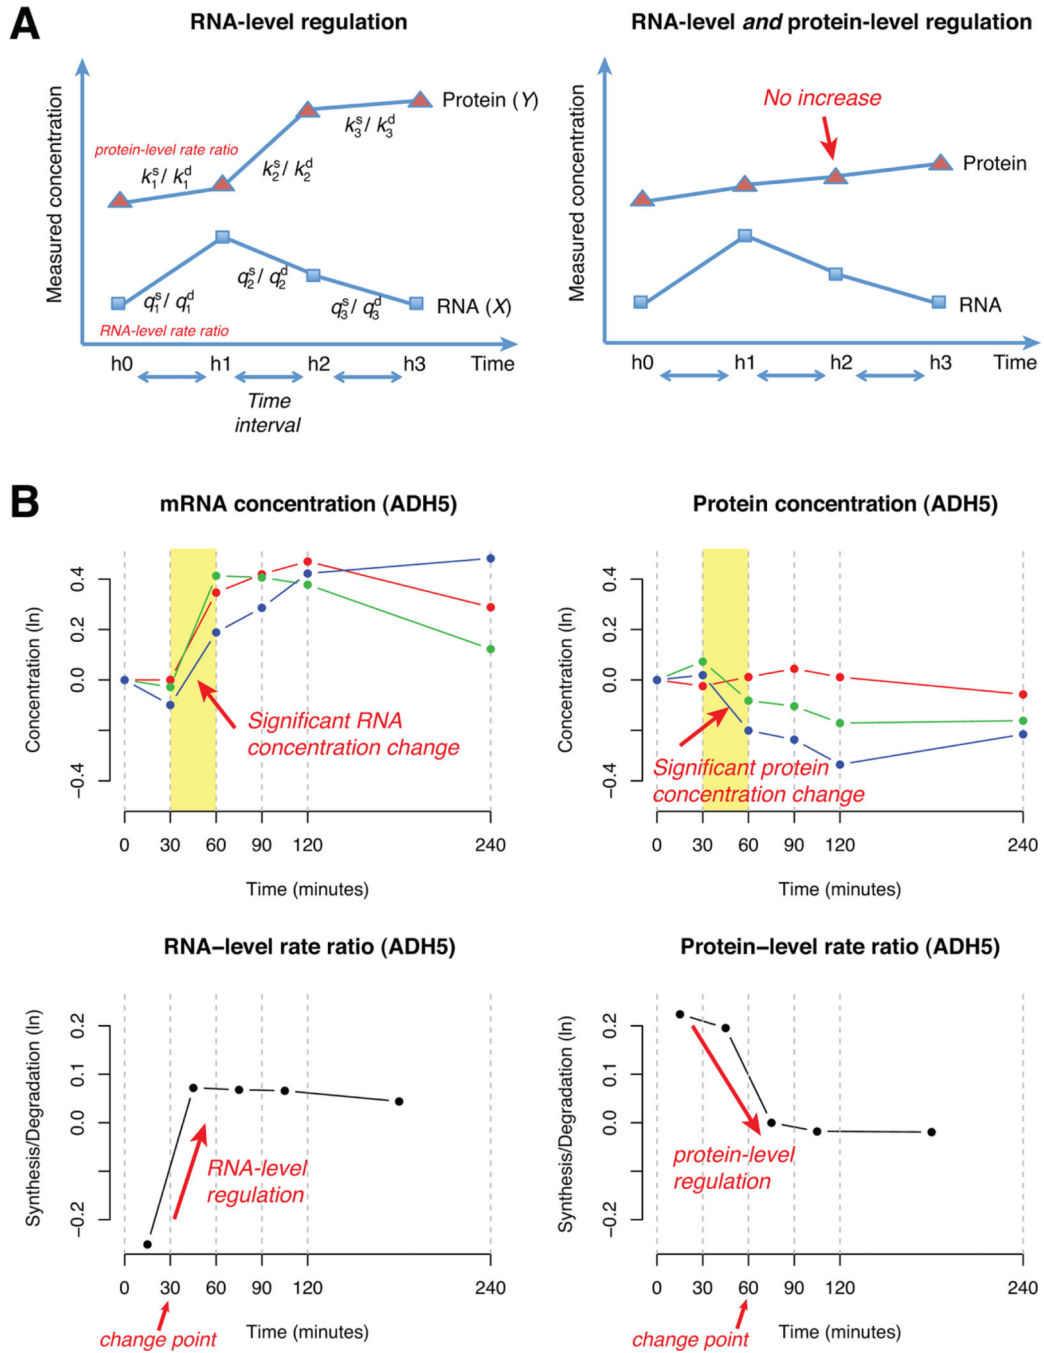 A
RNA-level regulation
Measured concentration
Protein (Y)
protein-level rate ratio
k₁ˢ/ k₁ᵈ
k₂ˢ/ k₂ᵈ
k₃ˢ/ k₃ᵈ
q₁ˢ/ q₁ᵈ
q₂ˢ/ q₂ᵈ
q₃ˢ/ q₃ᵈ
RNA (X)
RNA-level rate ratio
h0 h1 h2 h3 Time
Time
interval
RNA-level and protein-level regulation
Measured concentration
No increase
Protein
RNA
h0 h1 h2 h3 Time
B
mRNA concentration (ADH5)
Concentration (ln)
0.4
0.2
0.0
−0.4
Significant RNA
concentration change
0 30 60 90 120 240
Time (minutes)
Protein concentration (ADH5)
Concentration (ln)
0.4
0.2
0.0
−0.4
Significant protein
concentration change
0 30 60 90 120 240
Time (minutes)
RNA−level rate ratio (ADH5)
Synthesis/Degradation (ln)
0.2
0.1
0.0
−0.2
RNA-level
regulation
0 30 60 90 120 240
change point
Time (minutes)
Protein−level rate ratio (ADH5)
Synthesis/Degradation (ln)
0.2
0.1
0.0
−0.2
protein-level
regulation
0 30 60 90 120 240
change point
Time (minutes)